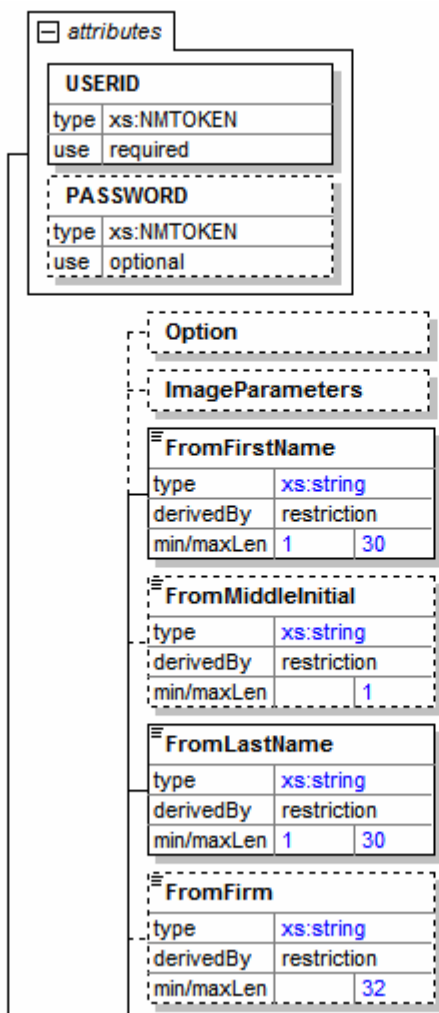 attributes
USERID
type xs:NMTOKEN
use required
PASSWORD
type xs:NMTOKEN
use optional
Option
ImageParameters
FromFirstName
type xs:string
derivedBy restriction
min/maxLen 1 30
FromMiddleInitial
type xs:string
derivedBy restriction
min/maxLen 1
FromLastName
type xs:string
derivedBy restriction
min/maxLen 1 30
FromFirm
type xs:string
derivedBy restriction
min/maxLen 32